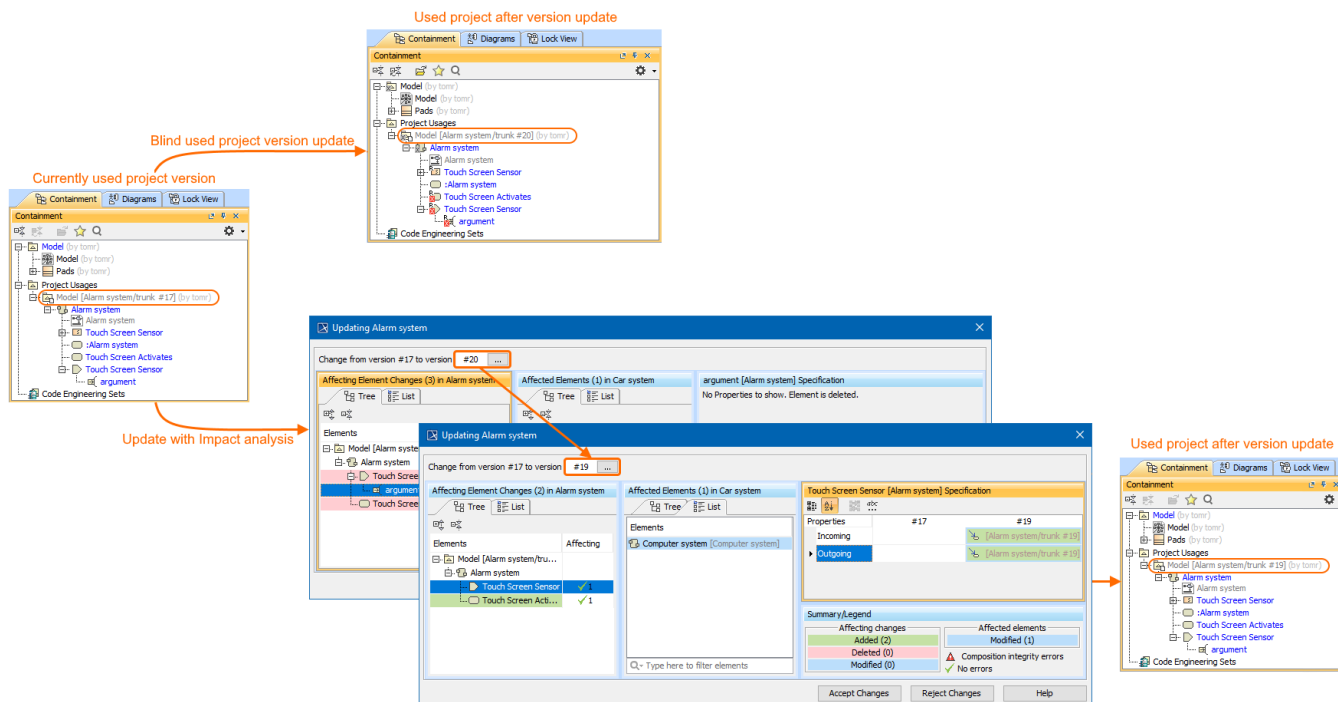 Used project after version update
Containment Diagrams Lock View
Containment
Model (by tomr)
Model (by tomr)
Pads (by tomr)
Project Usages
Model [Alarm system/trunk #20] (by tomr)
Alarm system
Alarm system
Touch Screen Sensor
:Alarm system
Touch Screen Activates
Touch Screen Sensor
argument
Code Engineering Sets
Blind used project version update
Currently used project version
Containment Diagrams Lock View
Containment
Model (by tomr)
Model (by tomr)
Pads (by tomr)
Project Usages
Model [Alarm system/trunk #17] (by tomr)
Alarm system
Alarm system
Touch Screen Sensor
:Alarm system
Touch Screen Activates
Touch Screen Sensor
argument
Code Engineering Sets
Update with Impact analysis
Updating Alarm system
Change from version #17 to version #20 ...
Affecting Element Changes (3) in Alarm system
Tree List
Elements
Model [Alarm syste
Alarm system
Touch Scree
argument
Touch Scree
Affected Elements (1) in Car system
Tree List
argument [Alarm system] Specification
No Properties to show. Element is deleted.
Updating Alarm system
Change from version #17 to version #19 ...
Affecting Element Changes (2) in Alarm system
Tree List
Elements Affecting
Model [Alarm system/tru...
Alarm system
Touch Screen Sensor 1
Touch Screen Acti... 1
Affected Elements (1) in Car system
Tree List
Elements
Computer system [Computer system]
Type here to filter elements
Touch Screen Sensor [Alarm system] Specification
abc
Properties #17 #19
Incoming [Alarm system/trunk #19]
Outgoing [Alarm system/trunk #19]
Summary/Legend
Affecting changes Affected elements
Added (2) Modified (1)
Deleted (0) Composition integrity errors
Modified (0) No errors
Accept Changes Reject Changes Help
Used project after version update
Containment Diagrams Lock View
Containment
Model (by tomr)
Model (by tomr)
Pads (by tomr)
Project Usages
Model [Alarm system/trunk #19] (by tomr)
Alarm system
Alarm system
Touch Screen Sensor
:Alarm system
Touch Screen Activates
Touch Screen Sensor
argument
Code Engineering Sets